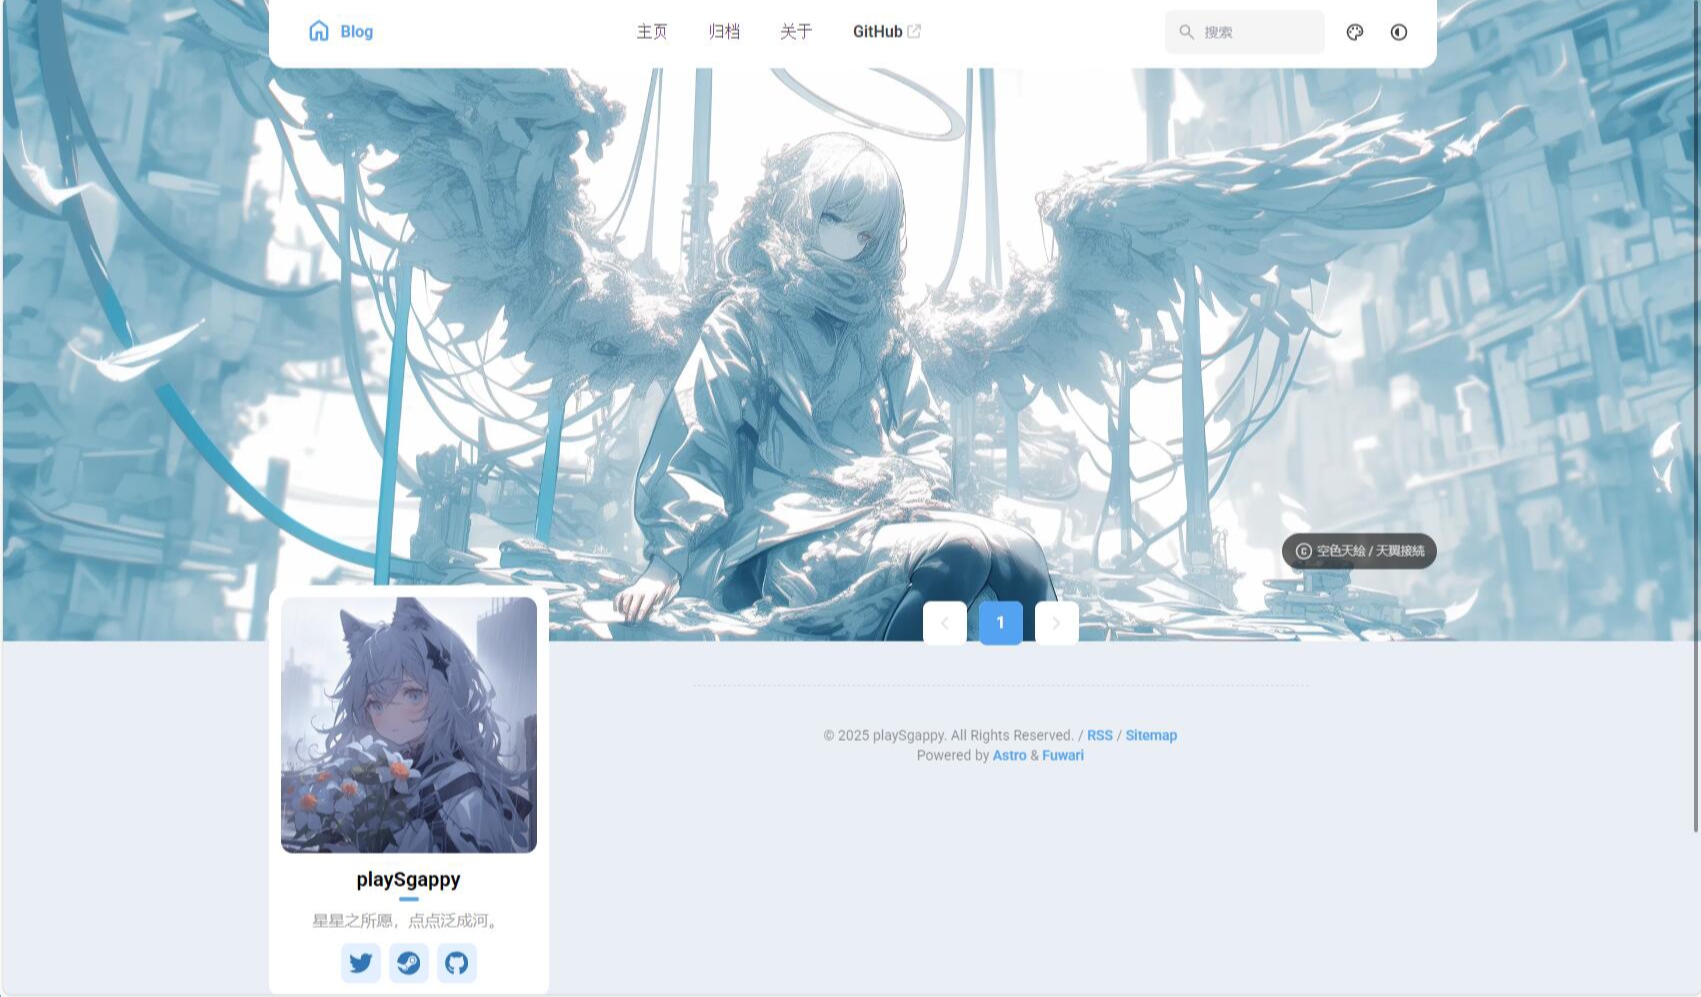 Blog
主页 归档 关于 GitHub
搜索
空色天絵 / 天翼接続
1
© 2025 playSgappy. All Rights Reserved. / RSS / Sitemap
Powered by Astro & Fuwari
playSgappy
星星之所愿，点点泛成河。